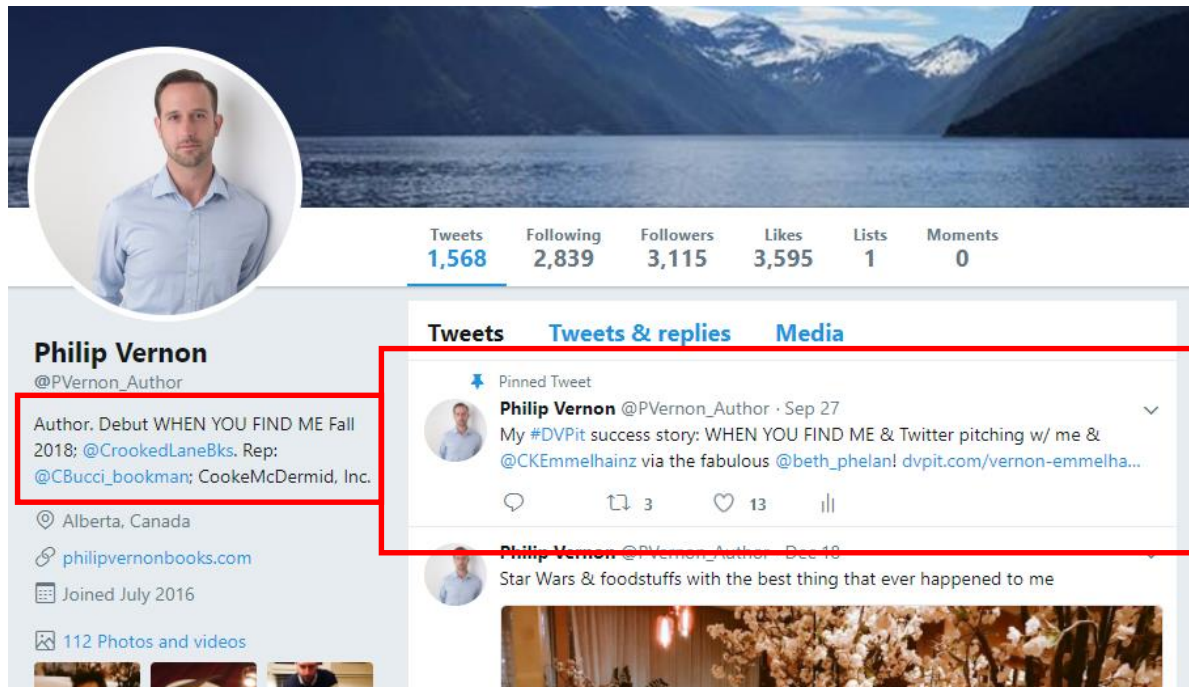 Tweets Following Followers Likes Lists Moments
1,568 2,839 3,115 3,595 1 0
Philip Vernon
@PVernon_Author
Author. Debut WHEN YOU FIND ME Fall
2018; @CrookedLaneBks. Rep:
@CBucci_bookman; CookeMcDermid, Inc.
Alberta, Canada
philipvernonbooks.com
Joined July 2016
112 Photos and videos
Tweets Tweets & replies Media
Pinned Tweet
Philip Vernon @PVernon_Author · Sep 27
My #DVPit success story: WHEN YOU FIND ME & Twitter pitching w/ me &
@CKEmmelhainz via the fabulous @beth_phelan! dvpit.com/vernon-emmelha...
3 13
Philip Vernon @PVernon_Author · Dec 18
Star Wars & foodstuffs with the best thing that ever happened to me